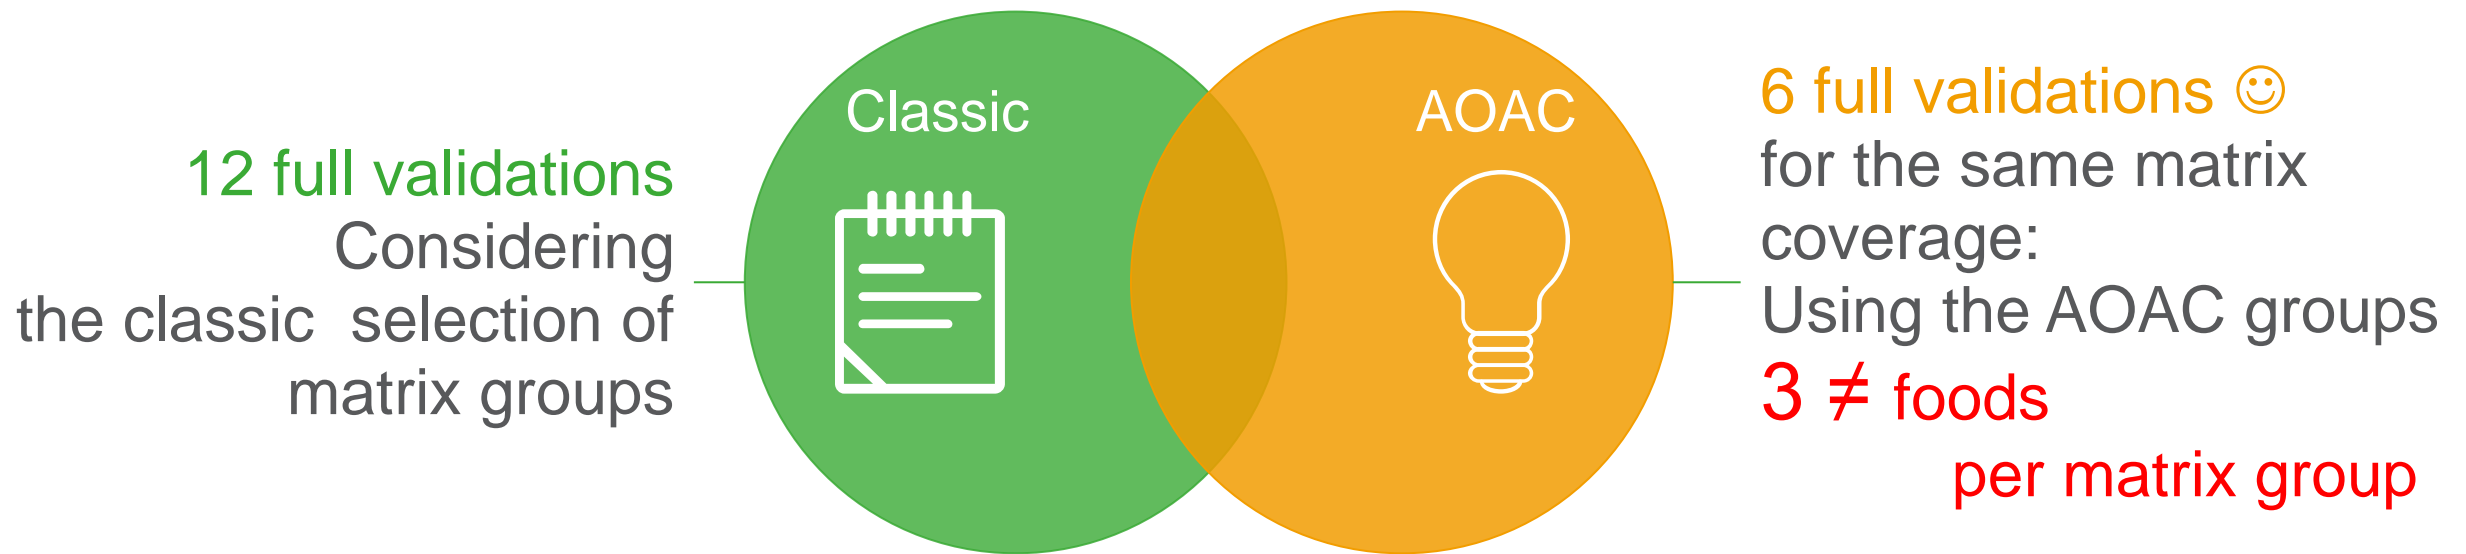 12 full validations
Considering
the classic  selection of
matrix groups
Classic
AOAC
6 full validations ☺
for the same matrix
coverage:
Using the AOAC groups
3 ≠ foods
per matrix group